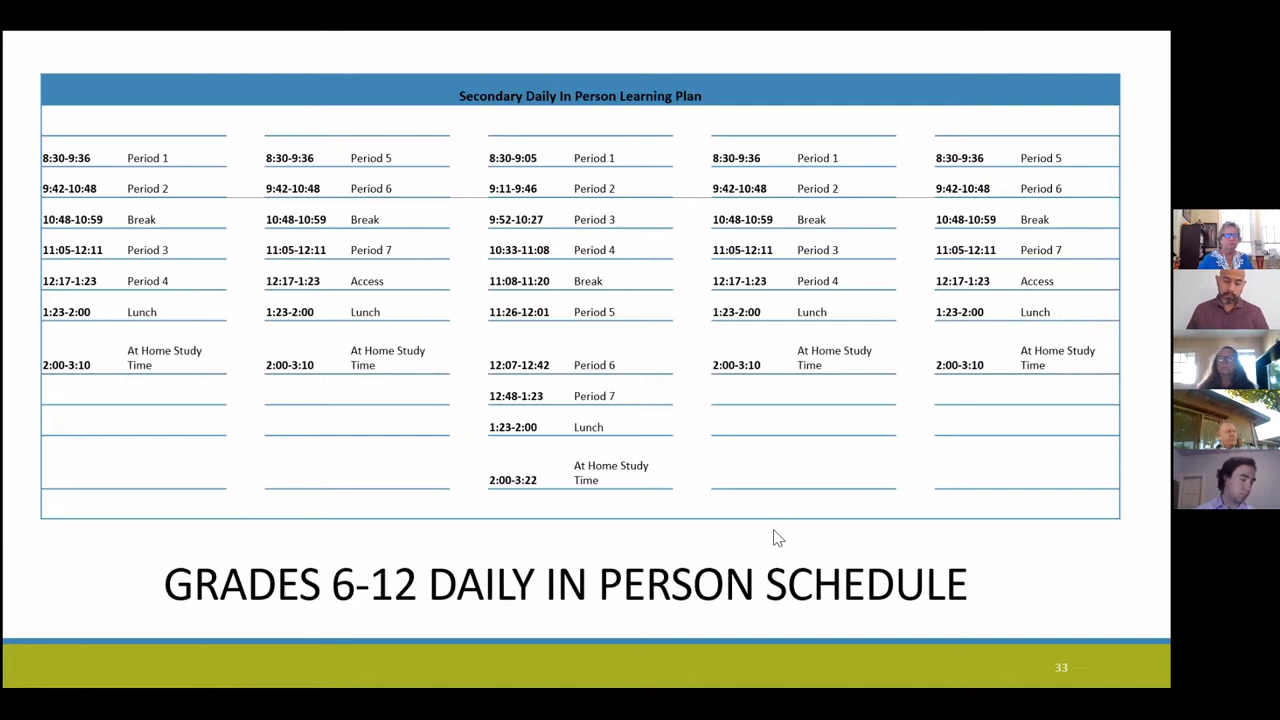 Secondary Daily In Person Learning Plan
8:30-9:36 Period 1 8:30-9:36 Period 5 8:30-9:05 Period 1 8:30-9:36 Period 1 8:30-9:36 Period 5
9:42-10:48 Period 2 9:42-10:48 Period 6 9:11-9:46 Period 2 9:42-10:48 Period 2 9:42-10:48 Period 6
10:48-10:59 Break 10:48-10:59 Break 9:52-10:27 Period 3 10:48-10:59 Break 10:48-10:59 Break
11:05-12:11 Period 3 11:05-12:11 Period 7 10:33-11:08 Period 4 11:05-12:11 Period 3 11:05-12:11 Period 7
12:17-1:23 Period 4 12:17-1:23 Access 11:08-11:20 Break 12:17-1:23 Period 4 12:17-1:23 Access
1:23-2:00 Lunch 1:23-2:00 Lunch 11:26-12:01 Period 5 1:23-2:00 Lunch 1:23-2:00 Lunch
At Home Study At Home Study At Home Study At Home Study
2:00-3:10 Time 2:00-3:10 Time 12:07-12:42 Period 6 2:00-3:10 Time 2:00-3:10 Time
12:48-1:23 Period 7
1:23-2:00 Lunch
At Home Study
2:00-3:22 Time
GRADES 6-12 DAILY IN PERSON SCHEDULE
33